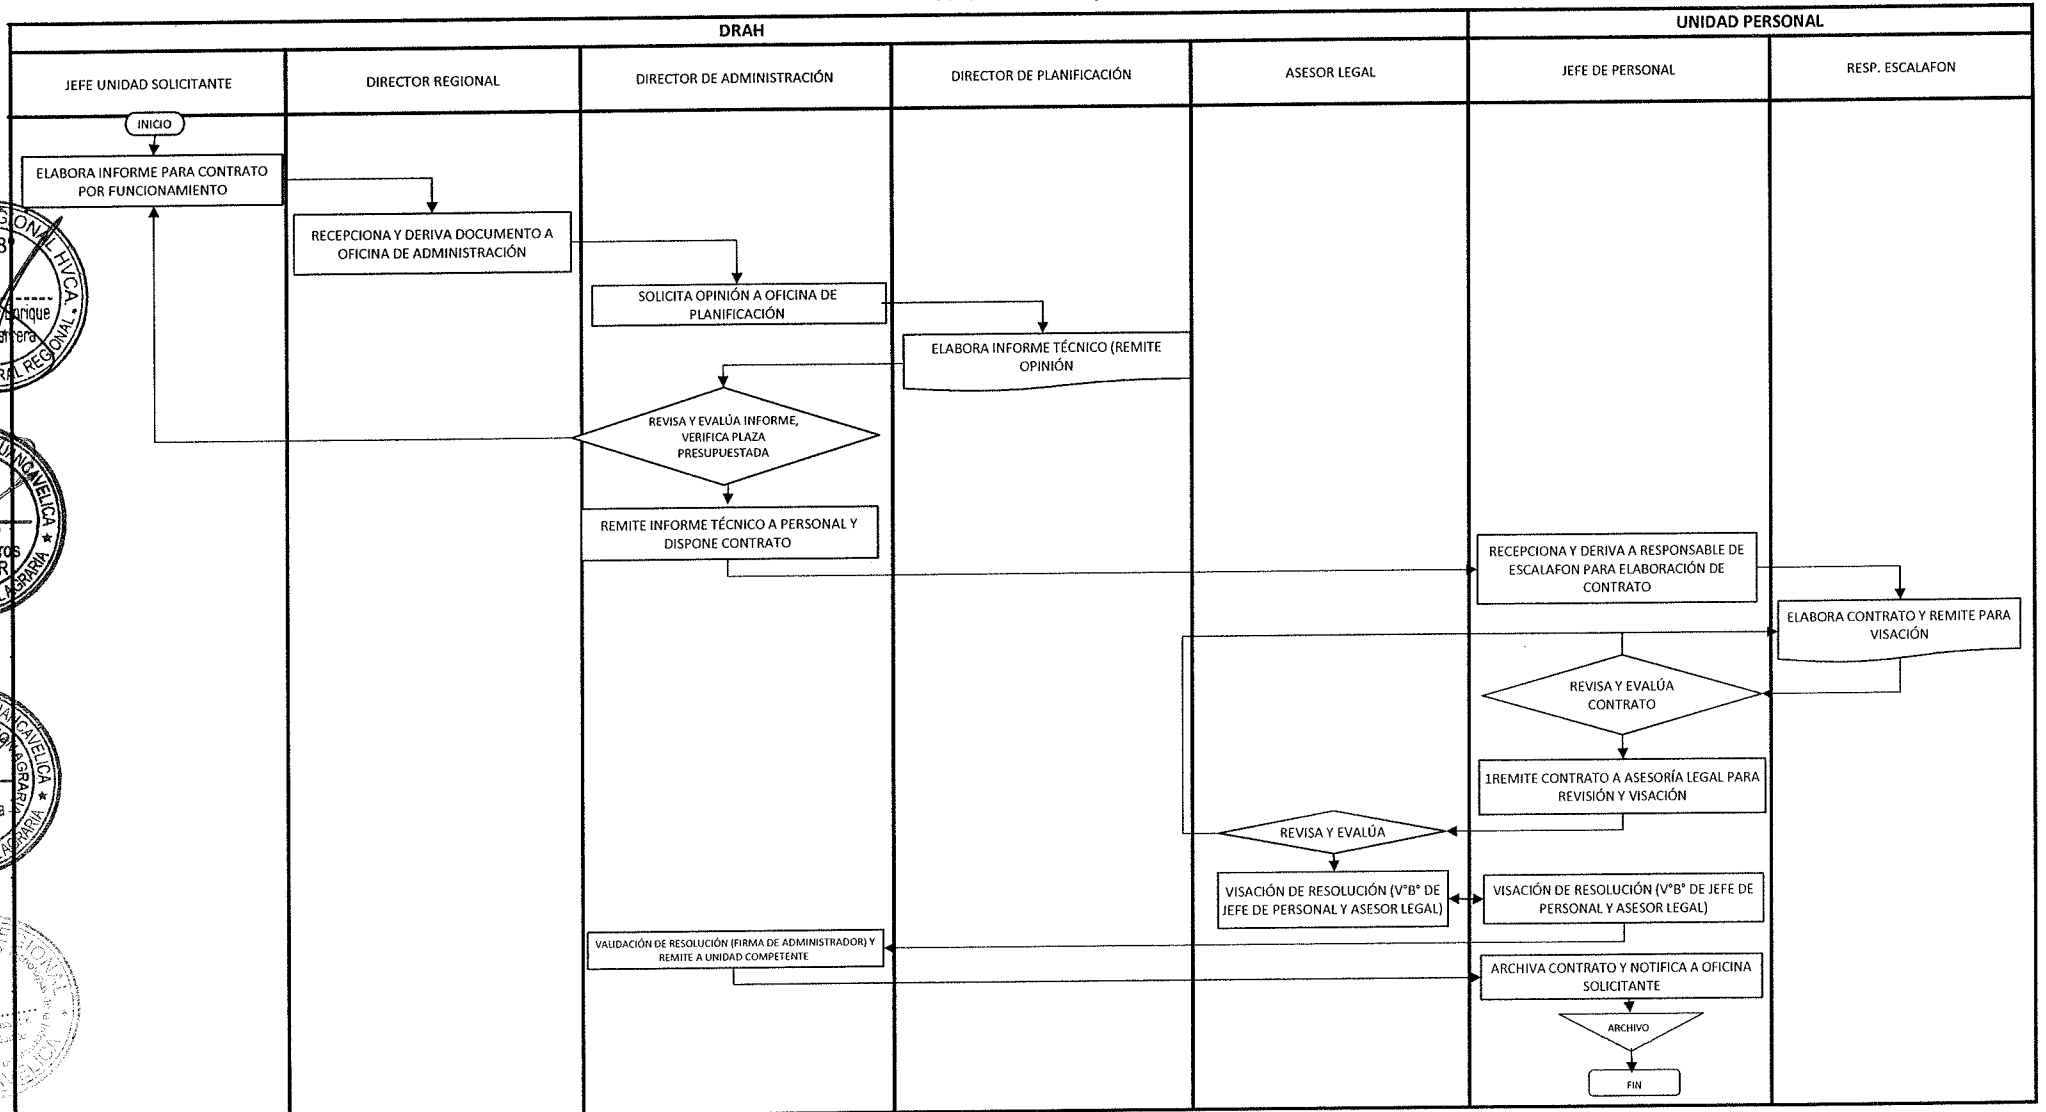 DRAH
UNIDAD PERSONAL
JEFE UNIDAD SOLICITANTE
DIRECTOR REGIONAL
DIRECTOR DE ADMINISTRACIÓN
DIRECTOR DE PLANIFICACIÓN
ASESOR LEGAL
JEFE DE PERSONAL
RESP. ESCALAFON
INICIO
ELABORA INFORME PARA CONTRATO
POR FUNCIONAMIENTO
RECEPCIONA Y DERIVA DOCUMENTO A
OFICINA DE ADMINISTRACIÓN
SOLICITA OPINIÓN A OFICINA DE
PLANIFICACIÓN
ELABORA INFORME TÉCNICO (REMITE
OPINIÓN
REVISA Y EVALÚA INFORME,
VERIFICA PLAZA
PRESUPUESTADA
REMITE INFORME TÉCNICO A PERSONAL Y
DISPONE CONTRATO
RECEPCIONA Y DERIVA A RESPONSABLE DE
ESCALAFON PARA ELABORACIÓN DE
CONTRATO
ELABORA CONTRATO Y REMITE PARA
VISACIÓN
REVISA Y EVALÚA
CONTRATO
1REMITE CONTRATO A ASESORÍA LEGAL PARA
REVISIÓN Y VISACIÓN
REVISA Y EVALÚA
VISACIÓN DE RESOLUCIÓN (V°B° DE
JEFE DE PERSONAL Y ASESOR LEGAL)
VISACIÓN DE RESOLUCIÓN (V°B° DE JEFE DE
PERSONAL Y ASESOR LEGAL)
VALIDACIÓN DE RESOLUCIÓN (FIRMA DE ADMINISTRADOR) Y
REMITE A UNIDAD COMPETENTE
ARCHIVA CONTRATO Y NOTIFICA A OFICINA
SOLICITANTE
ARCHIVO
FIN
HVCA
REGIONAL
HUANCAVELICA
AGRARIA
AGRARIA